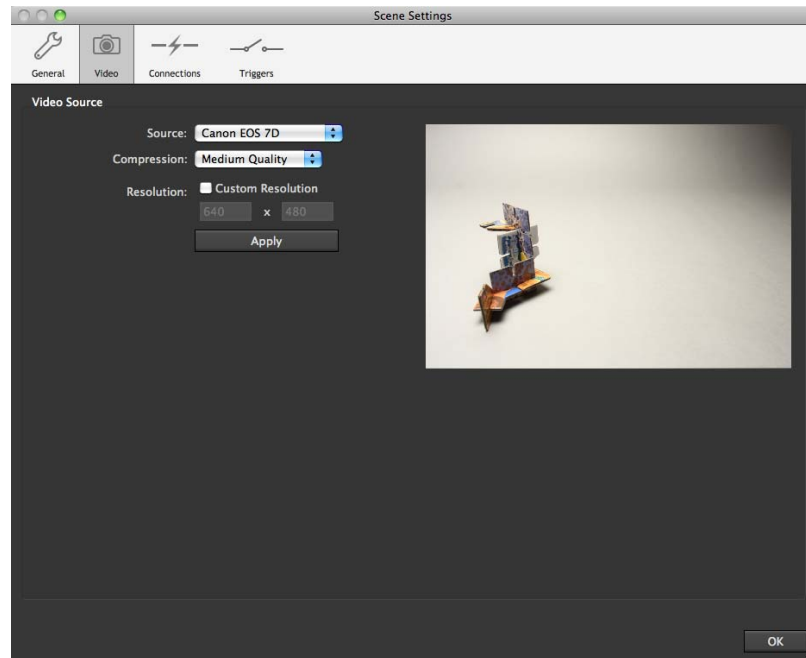 Scene Settings
General Video Connections Triggers
Video Source
Source: Canon EOS 7D
Compression: Medium Quality
Resolution: Custom Resolution
640 x 480
Apply
OK